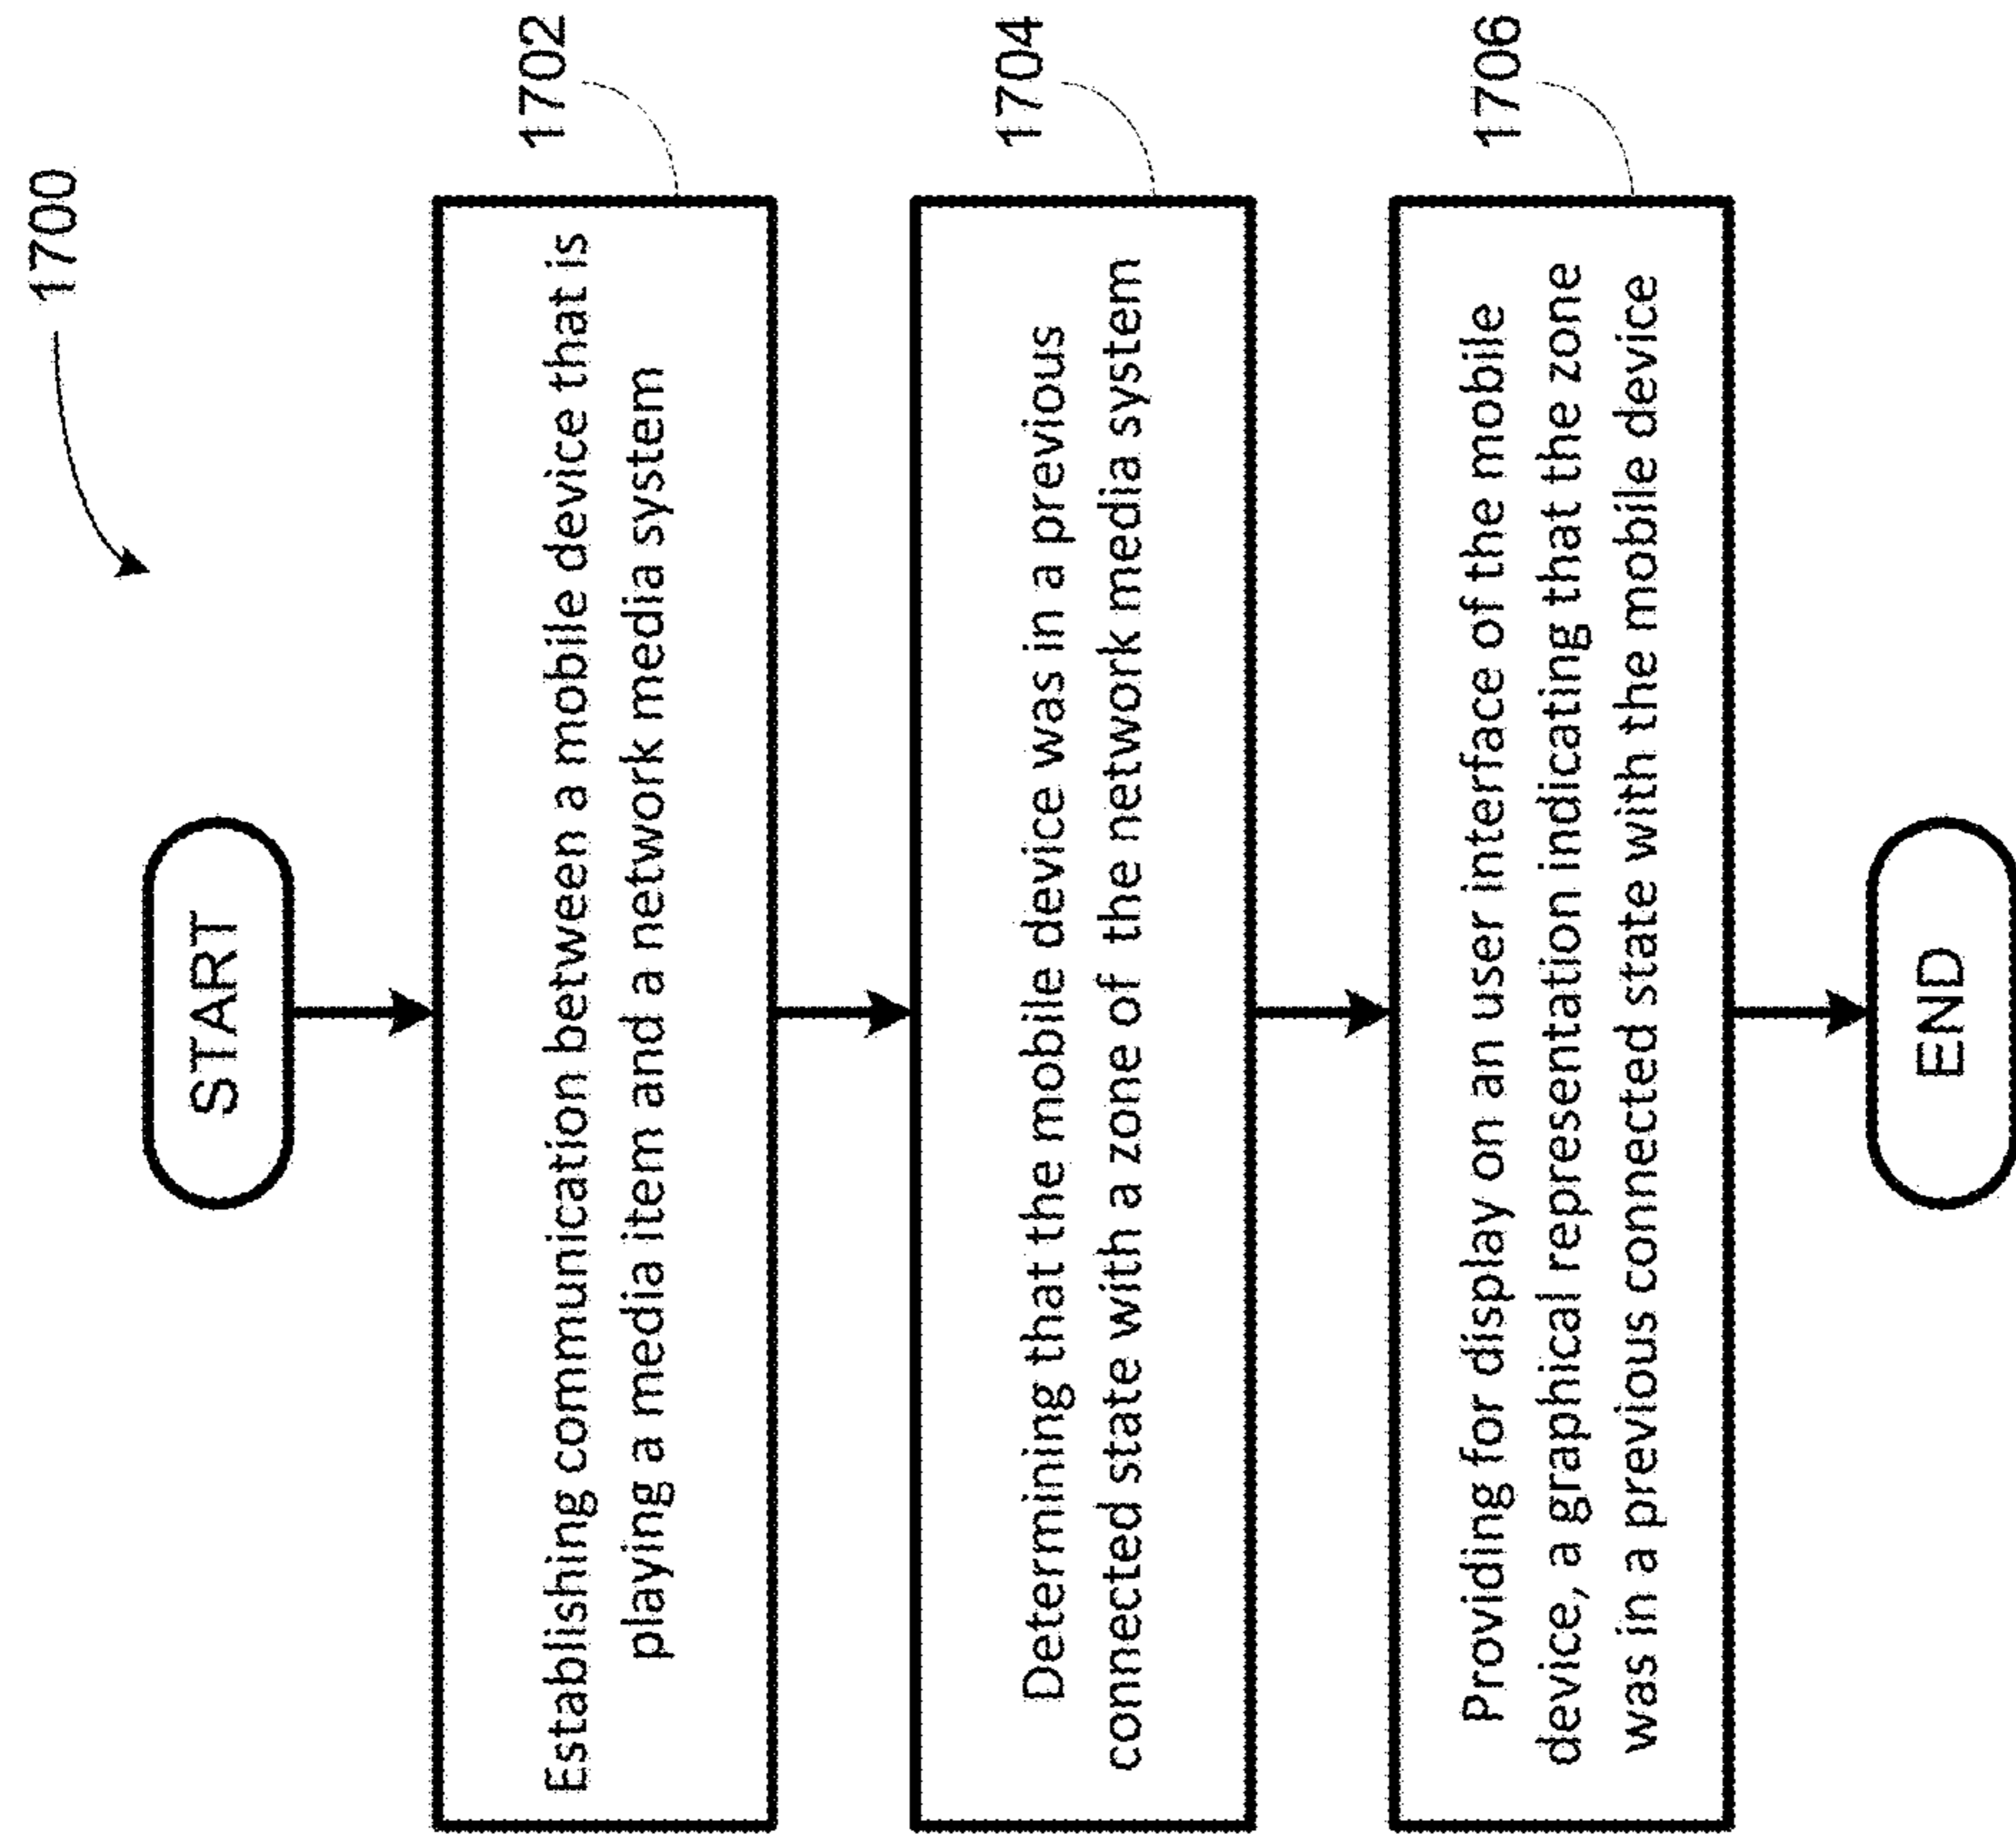 1700
START
Establishing communication between a mobile device that is
playing a media item and a network media system
1702
Determining that the mobile device was in a previous
connected state with a zone of the network media system
1704
Providing for display on an user interface of the mobile
device, a graphical representation indicating that the zone
was in a previous connected state with the mobile device
1706
END